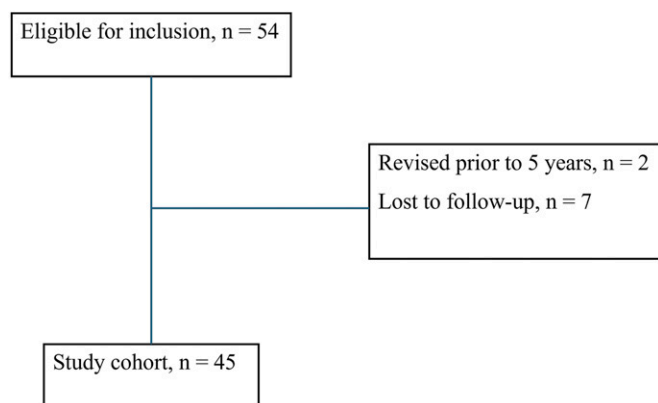 Eligible for inclusion, n = 54
Revised prior to 5 years, n = 2
Lost to follow-up, n = 7
Study cohort, n = 45